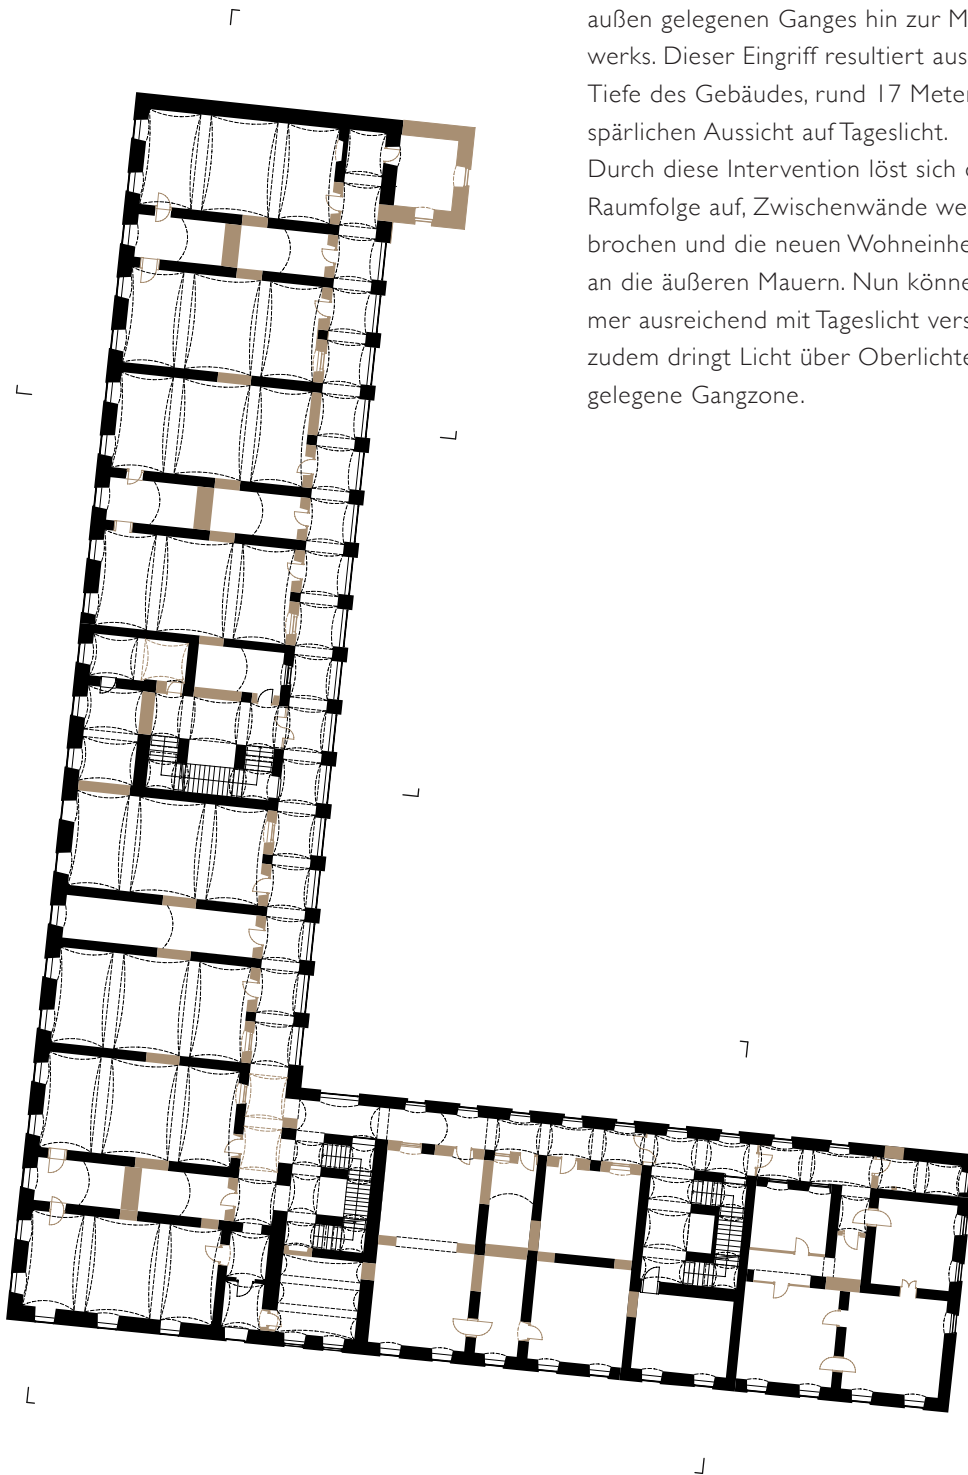 außen gelegenen Ganges hin zur M
werks. Dieser Eingriff resultiert aus
Tiefe des Gebäudes, rund 17 Meter
spärlichen Aussicht auf Tageslicht.
Durch diese Intervention löst sich
Raumfolge auf, Zwischenwände we
brochen und die neuen Wohneinhe
an die äußeren Mauern. Nun könne
mer ausreichend mit Tageslicht vers
zudem dringt Licht über Oberlichte
gelegene Gangzone.